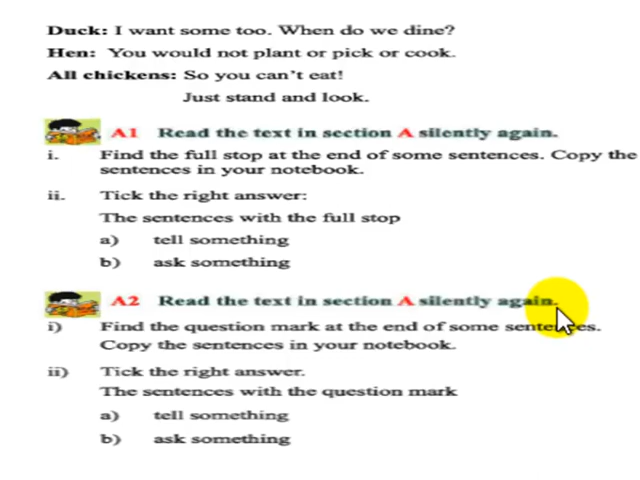 Duck: I want some too. When do we dine?
Hen: You would not plant or pick or cook.
All chickens: So you can't eat!
Just stand and look.
A1 Read the text in section A silently again.
i. Find the full stop at the end of some sentences. Copy the
sentences in your notebook.
ii. Tick the right answer:
The sentences with the full stop
a) tell something
b) ask something
A2 Read the text in section A silently again.
i) Find the question mark at the end of some sentences.
Copy the sentences in your notebook.
ii) Tick the right answer.
The sentences with the question mark
a) tell something
b) ask something